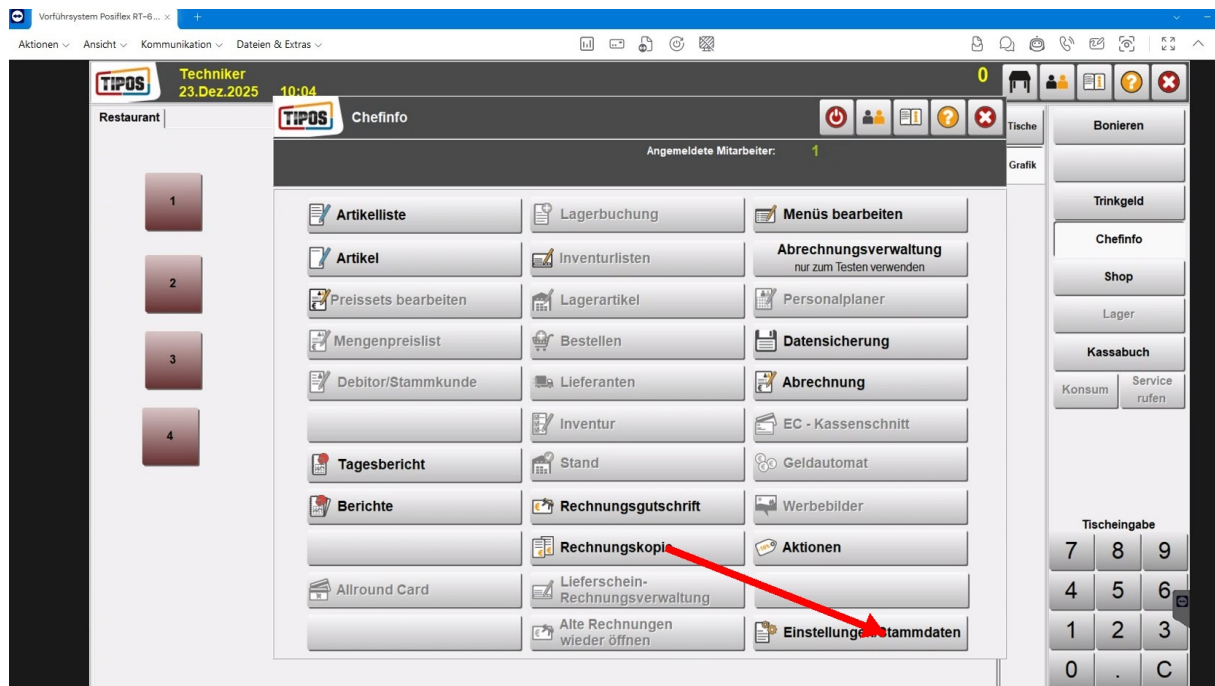 Vorführsystem Posiflex RT-6...
Aktionen
Ansicht
Kommunikation
Dateien & Extras
TIPOS
Techniker
23.Dez.2025 10:04
0
Restaurant
TIPOS
Chefinfo
Angemeldete Mitarbeiter: 1
1
2
3
4
Artikelliste
Lagerbuchung
Menüs bearbeiten
Artikel
Inventurlisten
Abrechnungsverwaltung
nur zum Testen verwenden
Preissets bearbeiten
Lagerartikel
Personalplaner
Mengenpreislist
Bestellen
Datensicherung
Debitor/Stammkunde
Lieferanten
Abrechnung
Inventur
EC - Kassenschnitt
Tagesbericht
Stand
Geldautomat
Berichte
Rechnungsgutschrift
Werbebilder
Rechnungskopie
Aktionen
Allround Card
Lieferschein-
Rechnungsverwaltung
Alte Rechnungen
wieder öffnen
Einstellungen/Stammdaten
Tische
Grafik
Bonieren
Trinkgeld
Chefinfo
Shop
Lager
Kassabuch
Konsum
Service
rufen
Tischeingabe
7 8 9
4 5 6
1 2 3
0 . C